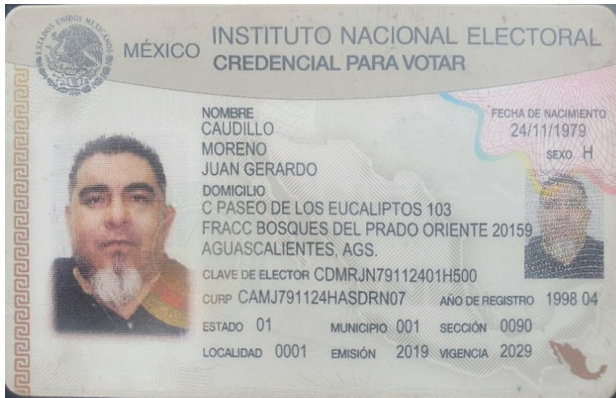 MÉXICO INSTITUTO NACIONAL ELECTORAL
CREDENCIAL PARA VOTAR
NOMBRE
CAUDILLO
MORENO
JUAN GERARDO
FECHA DE NACIMIENTO
24/11/1979
SEXO H
DOMICILIO
C PASEO DE LOS EUCALIPTOS 103
FRACC BOSQUES DEL PRADO ORIENTE 20159
AGUASCALIENTES, AGS.
CLAVE DE ELECTOR CDMRJN79112401H500
CURP CAMJ791124HASDRN07 AÑO DE REGISTRO 1998 04
ESTADO 01 MUNICIPIO 001 SECCIÓN 0090
LOCALIDAD 0001 EMISIÓN 2019 VIGENCIA 2029